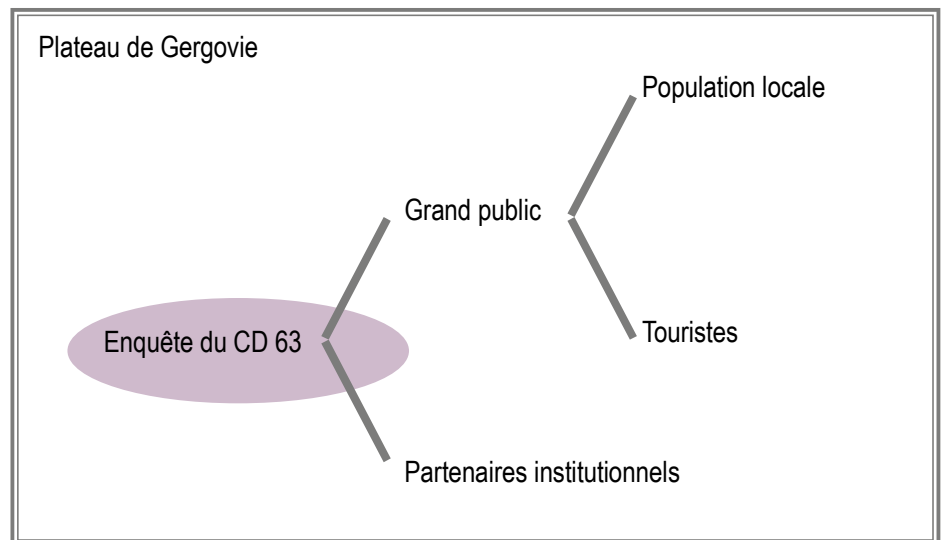 Plateau de Gergovie
Population locale
Grand public
Enquête du CD 63
Touristes
Partenaires institutionnels